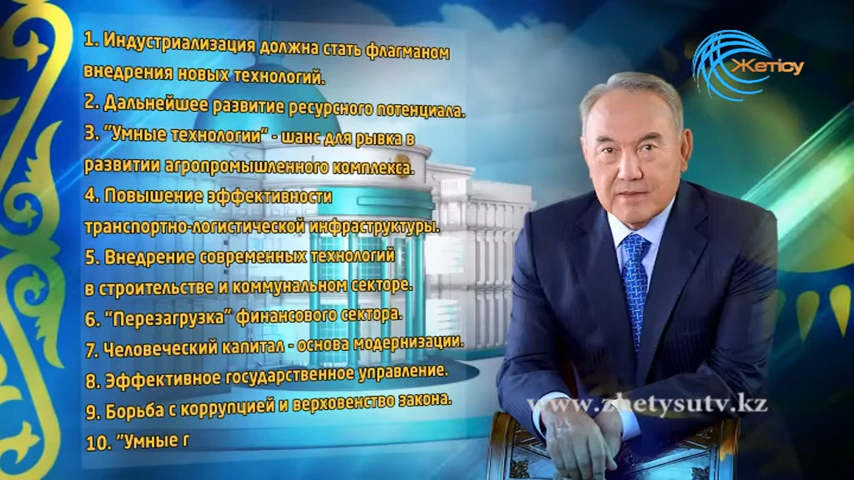 1. Индустриализация должна стать флагманом
внедрения новых технологий.
2. Дальнейшее развитие ресурсного потенциала.
3. "Умные технологии" - шанс для рывка в
развитии агропромышленного комплекса.
4. Повышение эффективности
транспортно-логистической инфраструктуры.
5. Внедрение современных технологий
в строительстве и коммунальном секторе.
6. "Перезагрузка" финансового сектора.
7. Человеческий капитал - основа модернизации.
8. Эффективное государственное управление.
9. Борьба с коррупцией и верховенство закона.
10. "Умные г
Жетісу
www.zhetysutv.kz